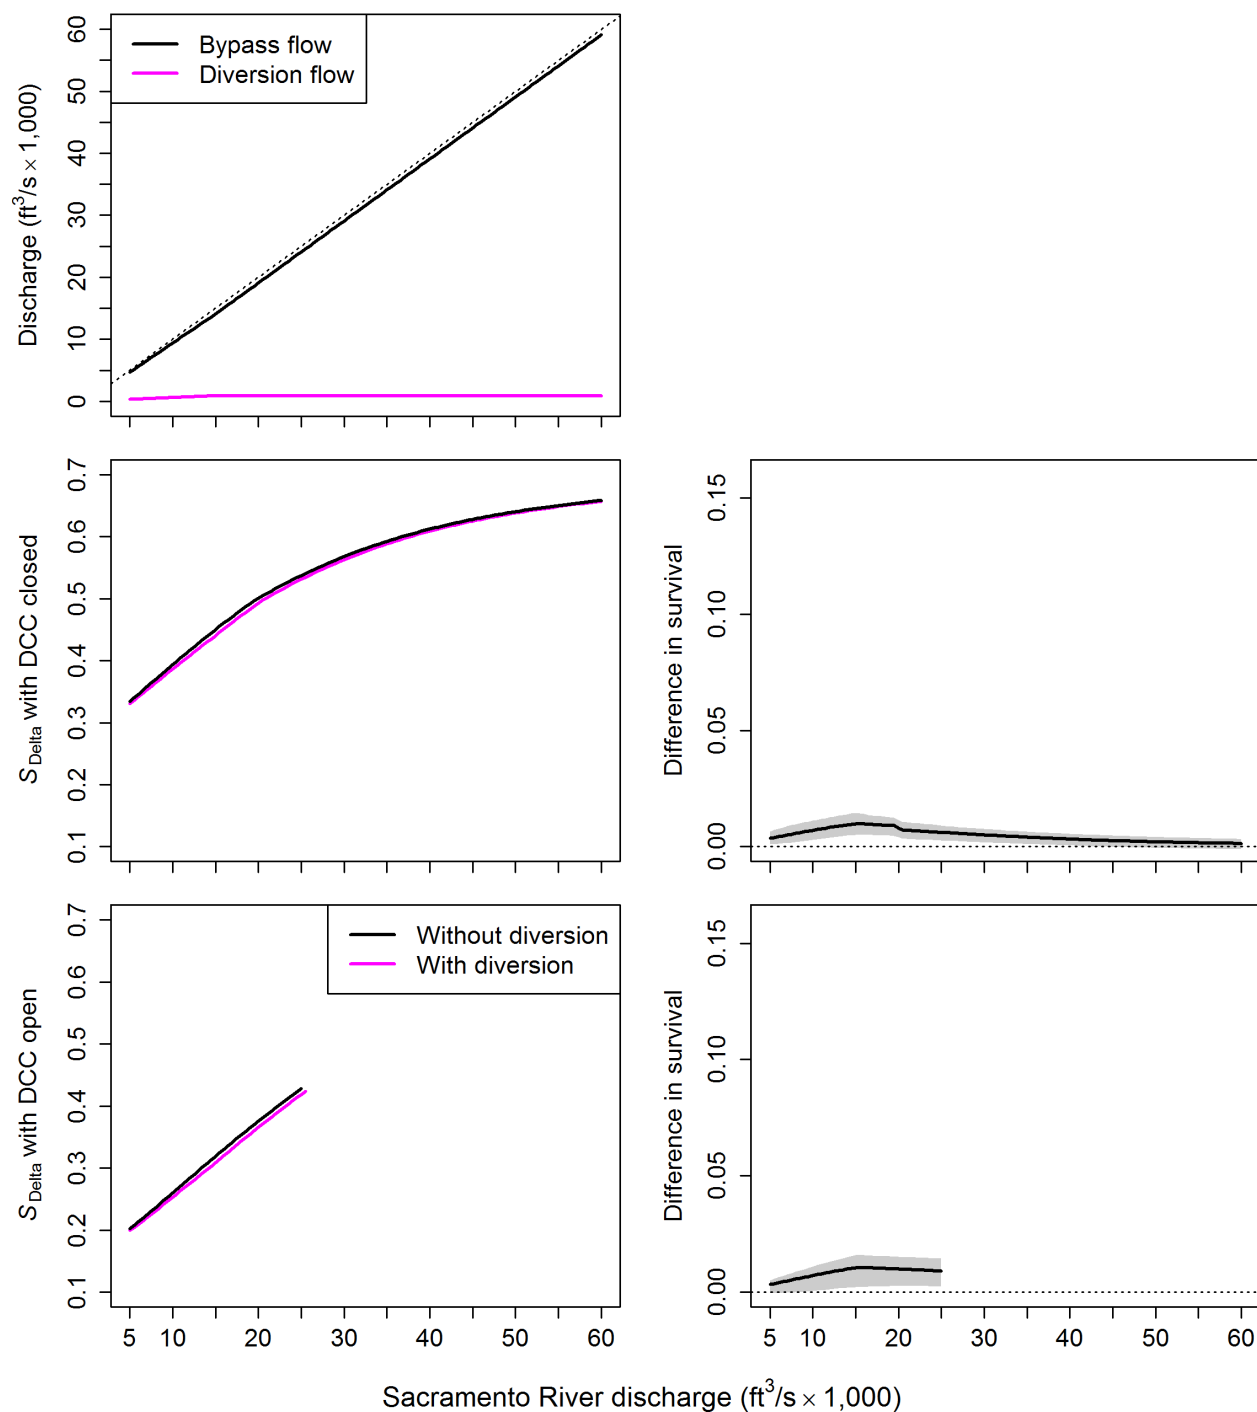 Bypass flow
Diversion flow
Discharge (ft³/s × 1,000)
0 10 20 30 40 50 60
S_Delta with DCC closed
0.1 0.2 0.3 0.4 0.5 0.6 0.7
Difference in survival
0.00 0.05 0.10 0.15
Without diversion
With diversion
S_Delta with DCC open
0.1 0.2 0.3 0.4 0.5 0.6 0.7
5 10 20 30 40 50 60
Difference in survival
0.00 0.05 0.10 0.15
5 10 20 30 40 50 60
Sacramento River discharge (ft³/s × 1,000)